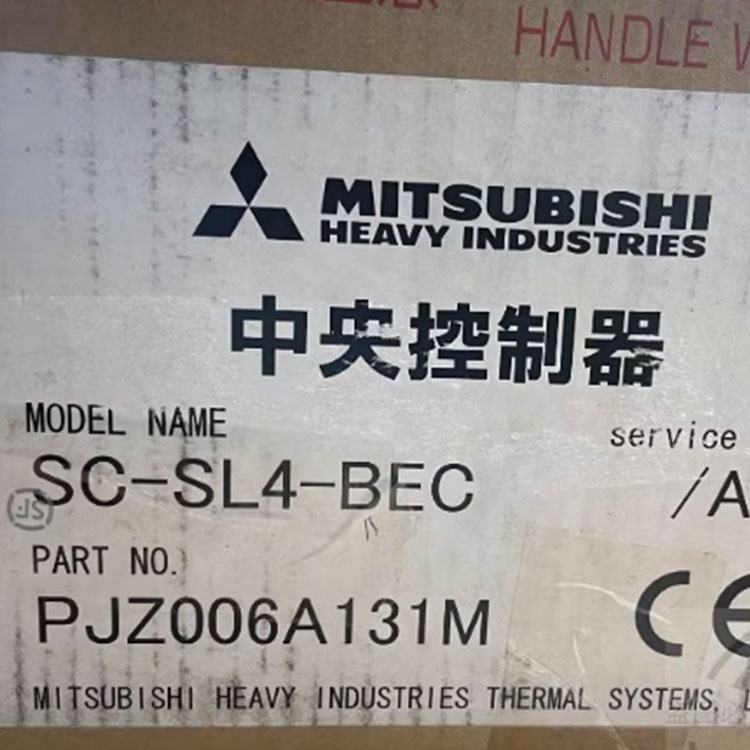 HANDLE
MITSUBISHI
HEAVY INDUSTRIES
中央控制器
MODEL NAME
service
SC-SL4-BEC
/A
PART NO.
CE
PJZ006A131M
MITSUBISHI HEAVY INDUSTRIES THERMAL SYSTEMS,